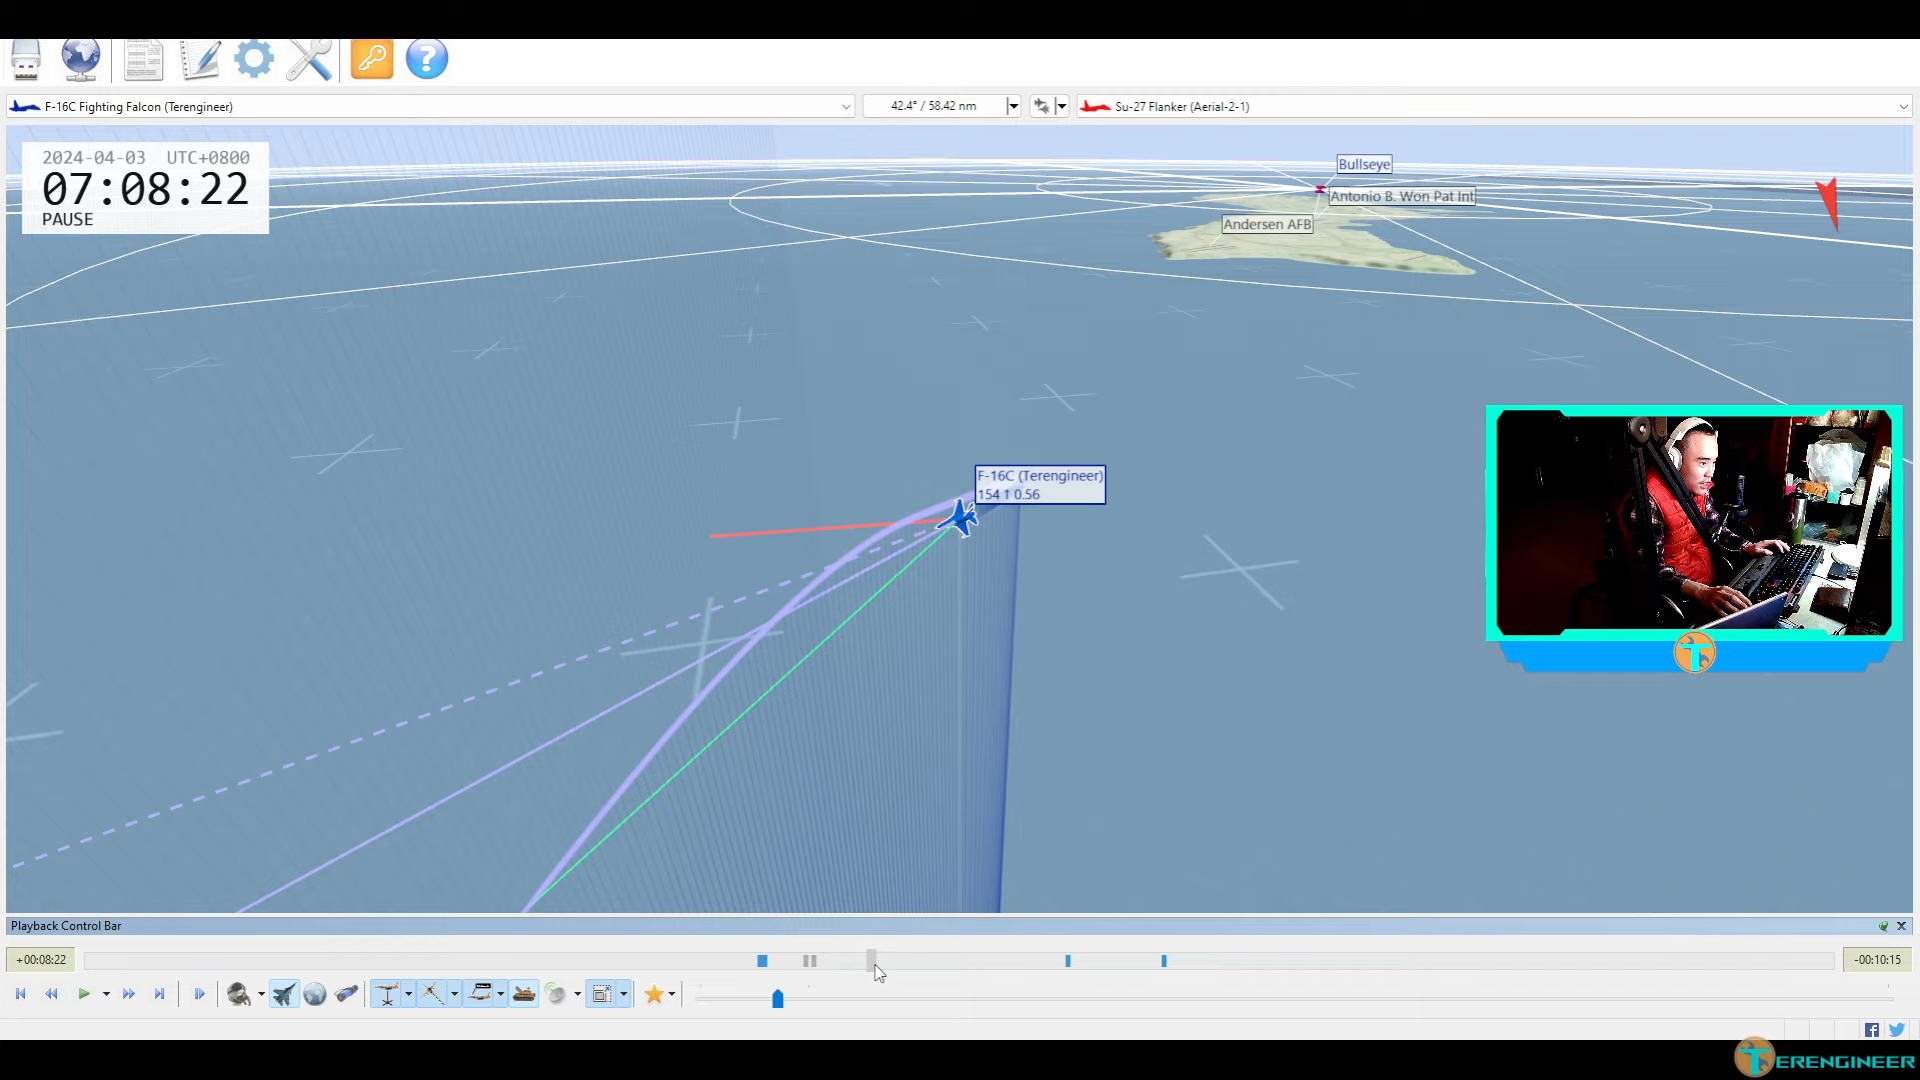 F-16C Fighting Falcon (Terengineer)
42.4° / 58.42 nm
Su-27 Flanker (Aerial-2-1)
2024-04-03 UTC+0800
07:08:22
PAUSE
Bullseye
Antonio B. Won Pat Int
Andersen AFB
F-16C (Terengineer)
154 ↑ 0.56
Playback Control Bar
+00:08:22
-00:10:15
TERENGINEER